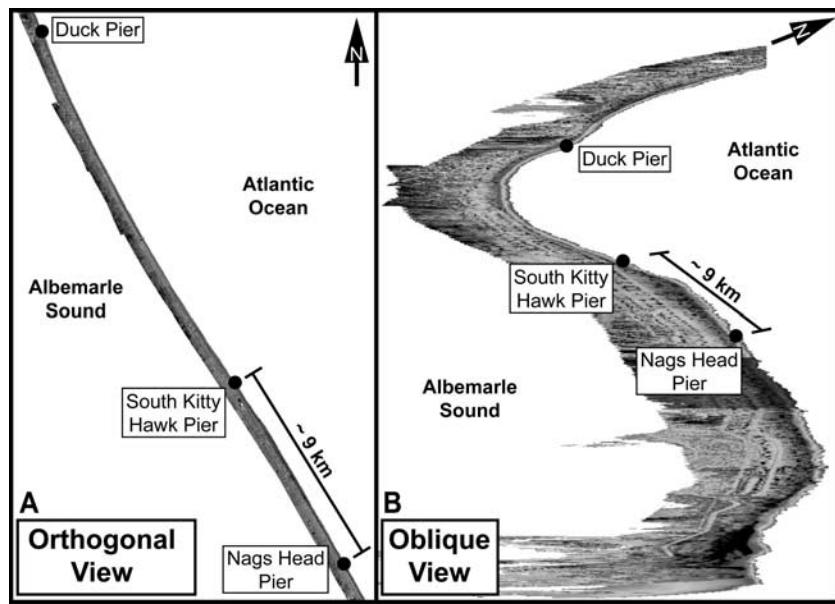 Duck Pier
N
Atlantic
Ocean
Albemarle
Sound
South Kitty
Hawk Pier
~ 9 km
A
Orthogonal
View
Nags Head
Pier
N
Duck Pier
Atlantic
Ocean
South Kitty
Hawk Pier
~ 9 km
Nags Head
Pier
Albemarle
Sound
B
Oblique
View